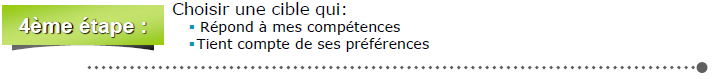 4ème étape :
Choisir une cible qui:
▪ Répond à mes compétences
▪Tient compte de ses préférences